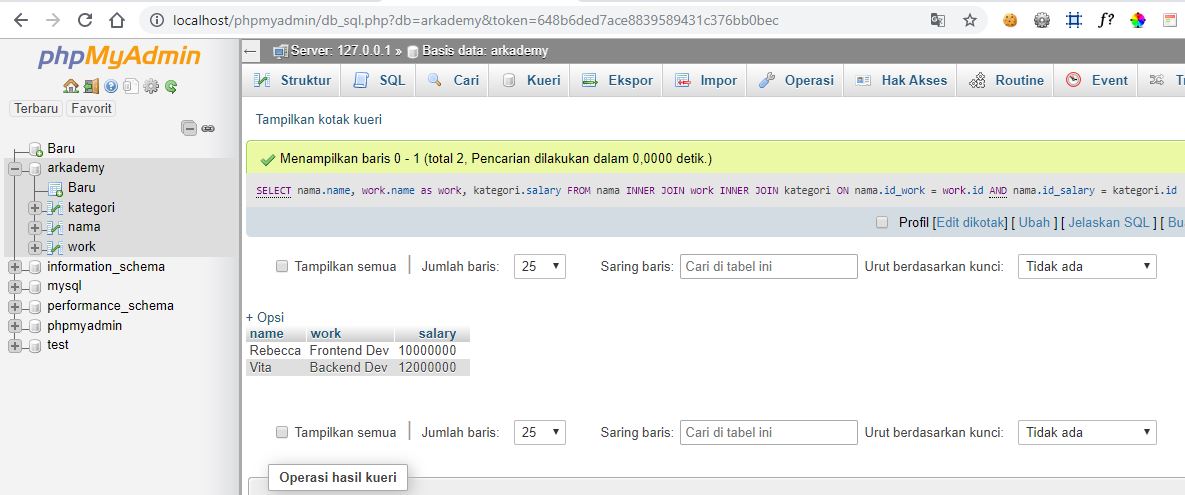 localhost/phpmyadmin/db_sql.php?db=arkademy&token=648b6ded7ace8839589431c376bb0bec
f?
phpMyAdmin
Terbaru Favorit
Baru
arkademy
Baru
kategori
nama
work
information_schema
mysql
performance_schema
phpmyadmin
test
Server: 127.0.0.1 » Basis data: arkademy
Struktur SQL Cari Kueri Ekspor Impor Operasi Hak Akses Routine Event
Tampilkan kotak kueri
Menampilkan baris 0 - 1 (total 2, Pencarian dilakukan dalam 0,0000 detik.)
SELECT nama.name, work.name as work, kategori.salary FROM nama INNER JOIN work INNER JOIN kategori ON nama.id_work = work.id AND nama.id_salary = kategori.id
Profil [Edit dikotak] [ Ubah ] [ Jelaskan SQL ] [ Bu
Tampilkan semua | Jumlah baris: 25 Saring baris: Cari di tabel ini Urut berdasarkan kunci: Tidak ada
+ Opsi
name work salary
Rebecca Frontend Dev 10000000
Vita Backend Dev 12000000
Tampilkan semua | Jumlah baris: 25 Saring baris: Cari di tabel ini Urut berdasarkan kunci: Tidak ada
Operasi hasil kueri